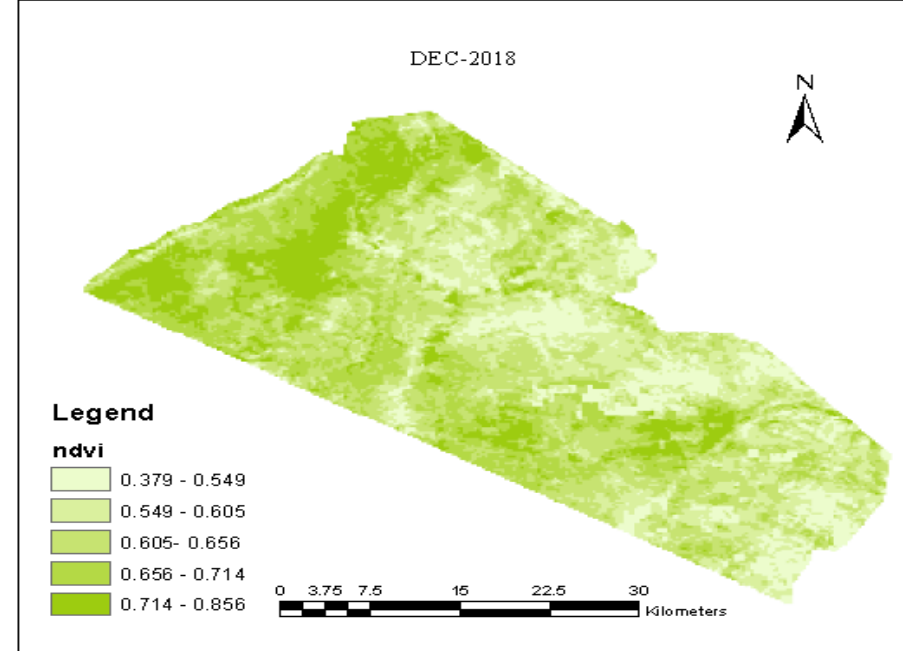 DEC-2018
N
Legend
ndvi
0.379 - 0.549
0.549 - 0.605
0.605- 0.656
0.656 - 0.714
0.714 - 0.856
0 3.75 7.5 15 22.5 30
Kilometers